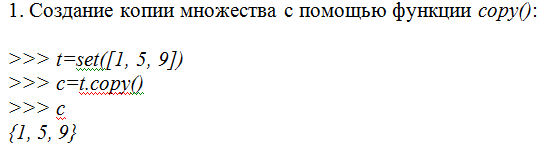 1. Создание копии множества с помощью функции copy():
>>> t=set([1, 5, 9])
>>> c=t.copy()
>>> c
{1, 5, 9}